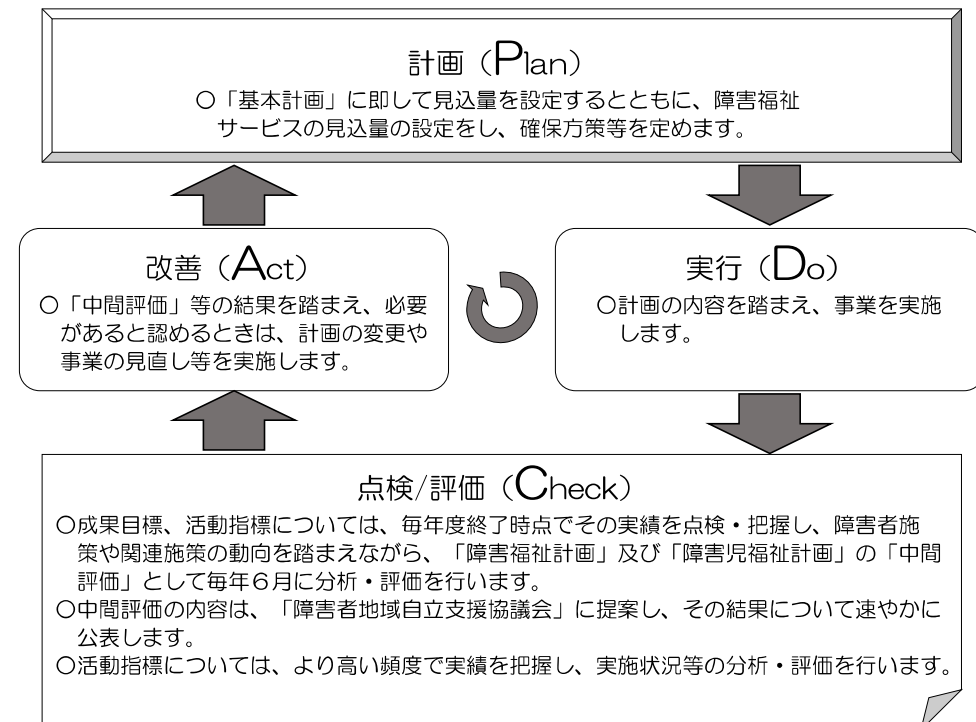 計画（Plan）
○「基本計画」に即して見込量を設定するとともに、障害福祉
サービスの見込量の設定をし、確保方策等を定めます。
改善（Act）
○「中間評価」等の結果を踏まえ、必要
があると認めるときは、計画の変更や
事業の見直し等を実施します。
実行（Do）
○計画の内容を踏まえ、事業を実施
します。
点検/評価（Check）
○成果目標、活動指標については、毎年度終了時点でその実績を点検・把握し、障害者施
策や関連施策の動向を踏まえながら、「障害福祉計画」及び「障害児福祉計画」の「中間
評価」として毎年６月に分析・評価を行います。
○中間評価の内容は、「障害者地域自立支援協議会」に提案し、その結果について速やかに
公表します。
○活動指標については、より高い頻度で実績を把握し、実施状況等の分析・評価を行います。